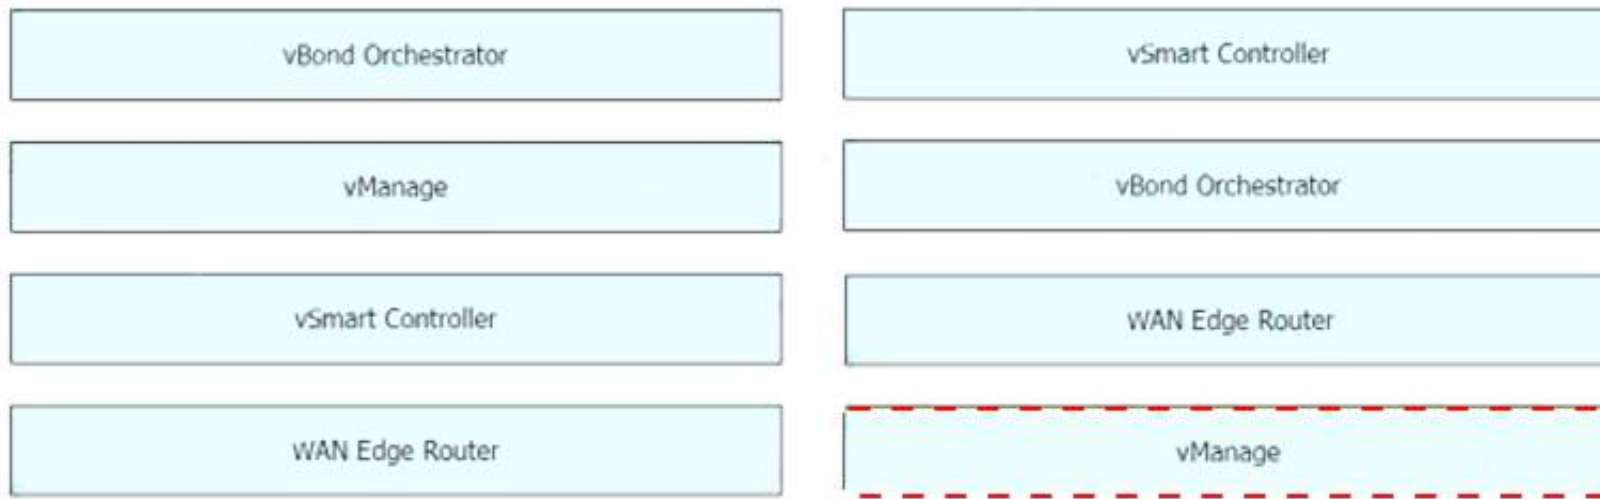 vBond Orchestrator
vSmart Controller
vManage
vBond Orchestrator
vSmart Controller
WAN Edge Router
WAN Edge Router
vManage